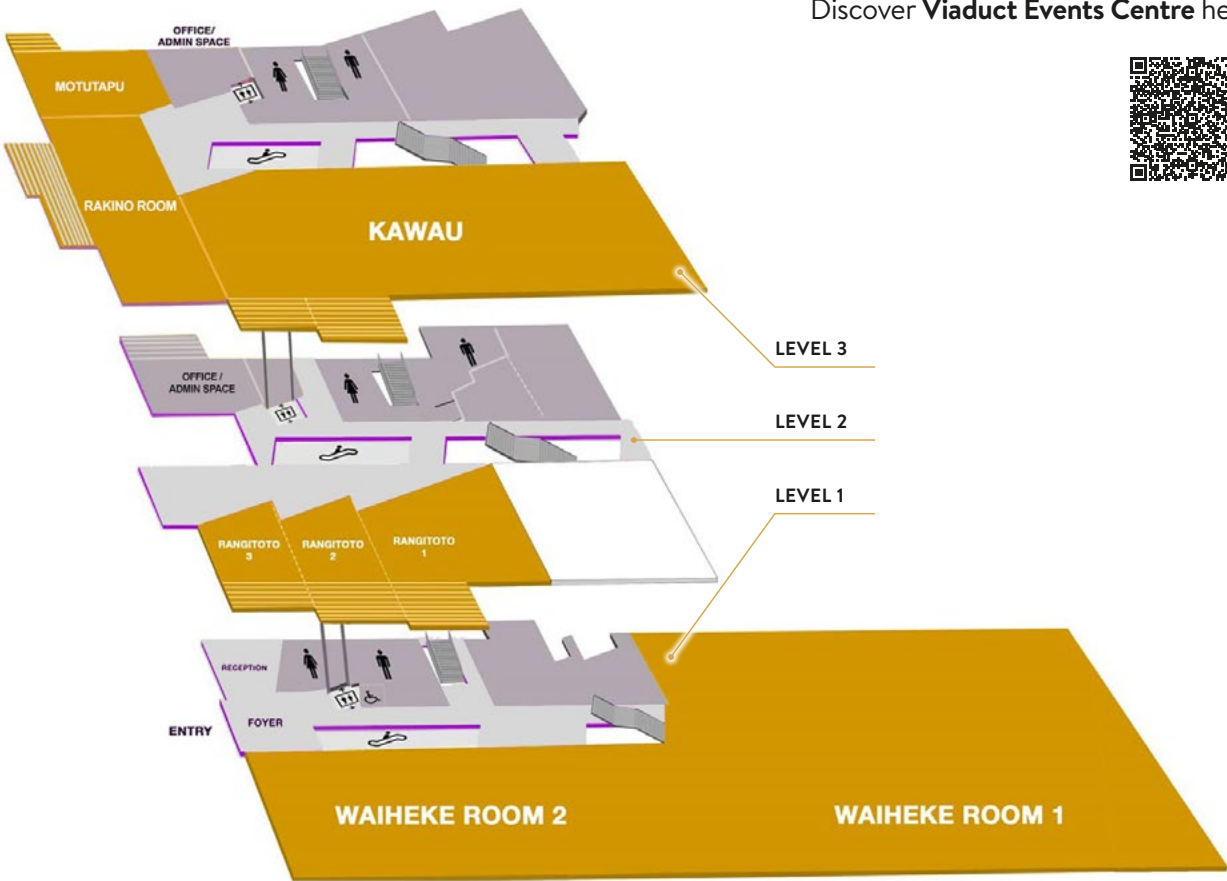 Discover Viaduct Events Centre he
OFFICE/
ADMIN SPACE
MOTUTAPU
RAKINO ROOM
KAWAU
LEVEL 3
OFFICE /
ADMIN SPACE
LEVEL 2
LEVEL 1
RANGITOTO
3
RANGITOTO
2
RANGITOTO
1
RECEPTION
ENTRY
FOYER
WAIHEKE ROOM 2
WAIHEKE ROOM 1